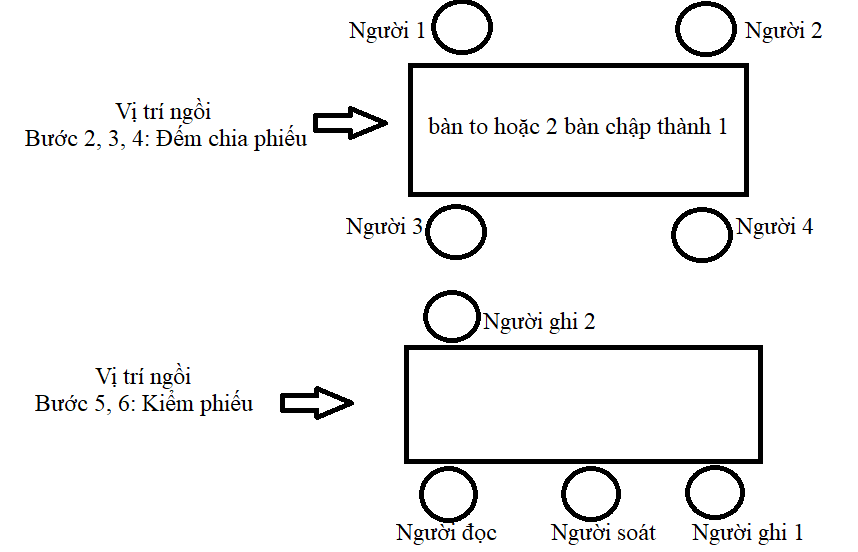 Người 1
Người 2
Vị trí ngồi
Bước 2, 3, 4: Đếm chia phiếu
bàn to hoặc 2 bàn chập thành 1
Người 3
Người 4
Người ghi 2
Vị trí ngồi
Bước 5, 6: Kiểm phiếu
Người đọc
Người soát
Người ghi 1